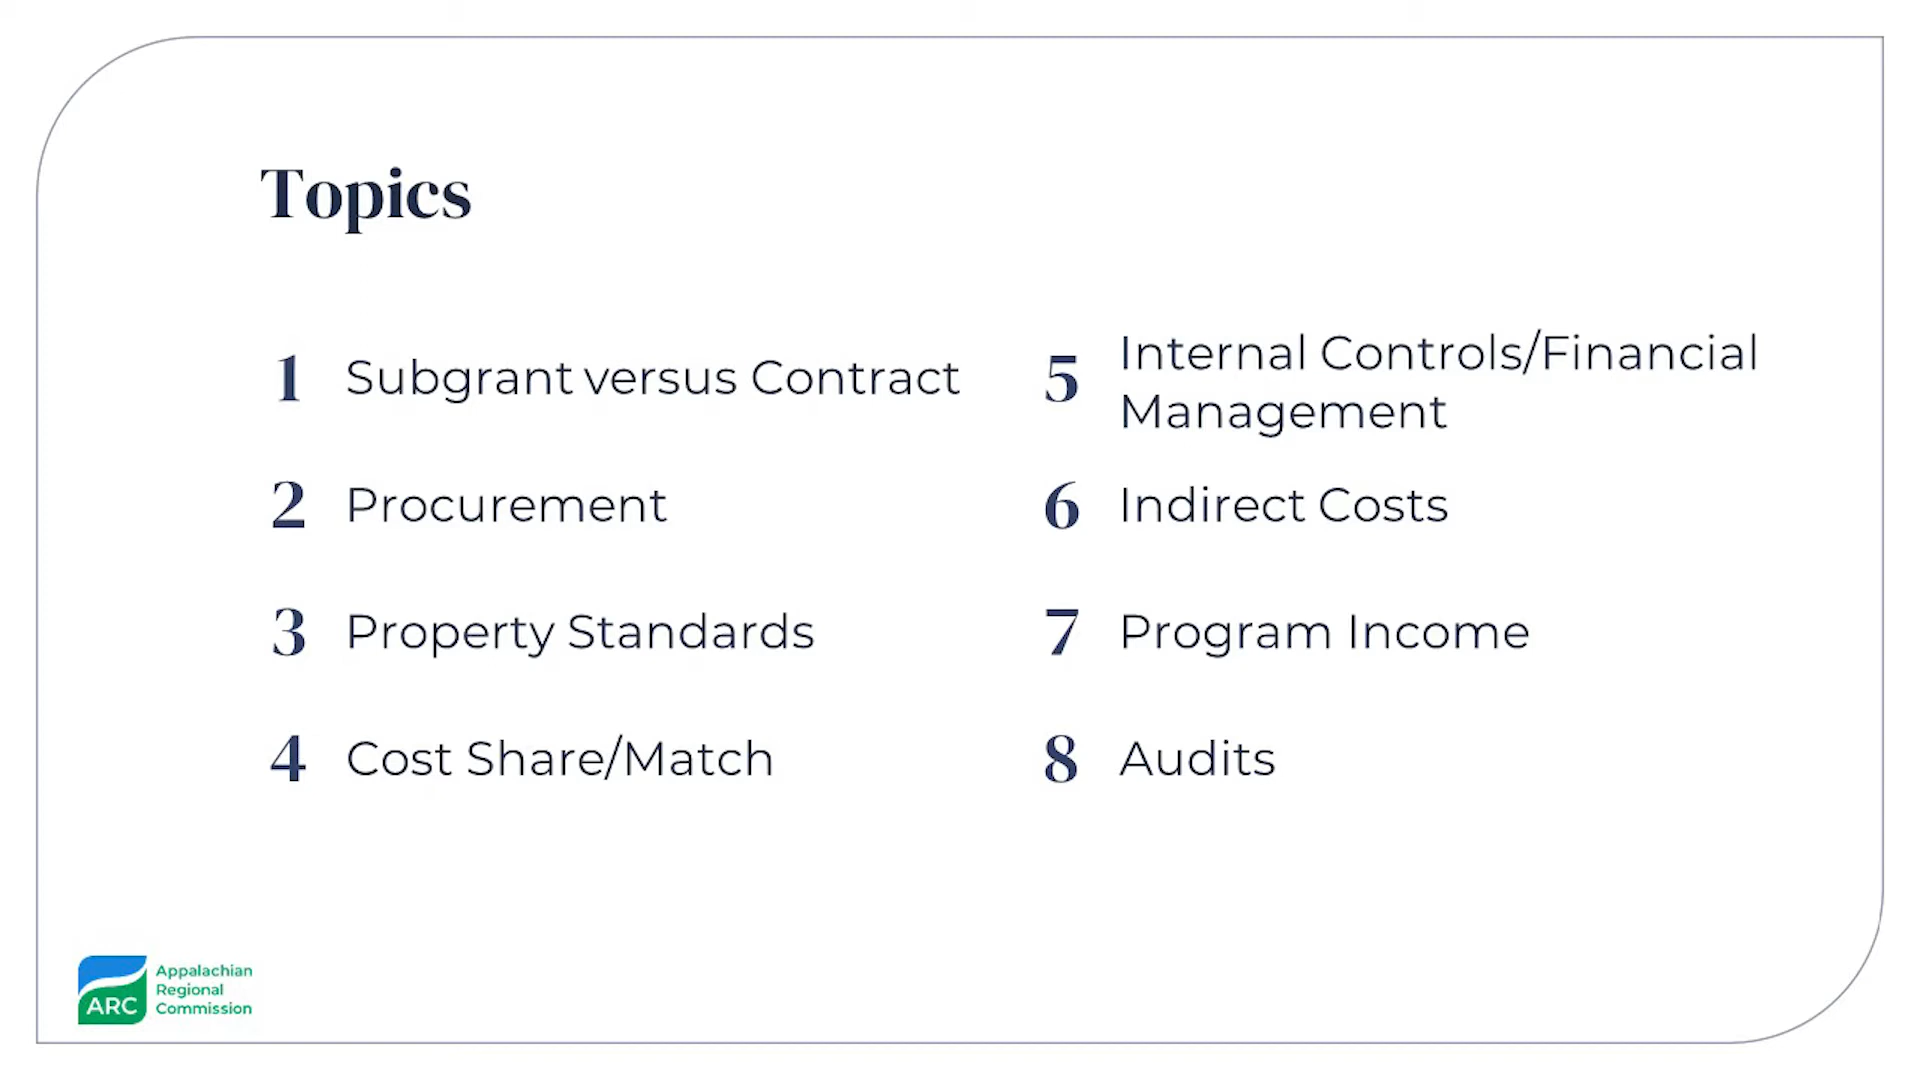 Topics
1 Subgrant versus Contract
2 Procurement
3 Property Standards
4 Cost Share/Match
5 Internal Controls/Financial
Management
6 Indirect Costs
7 Program Income
8 Audits
ARC
Appalachian
Regional
Commission